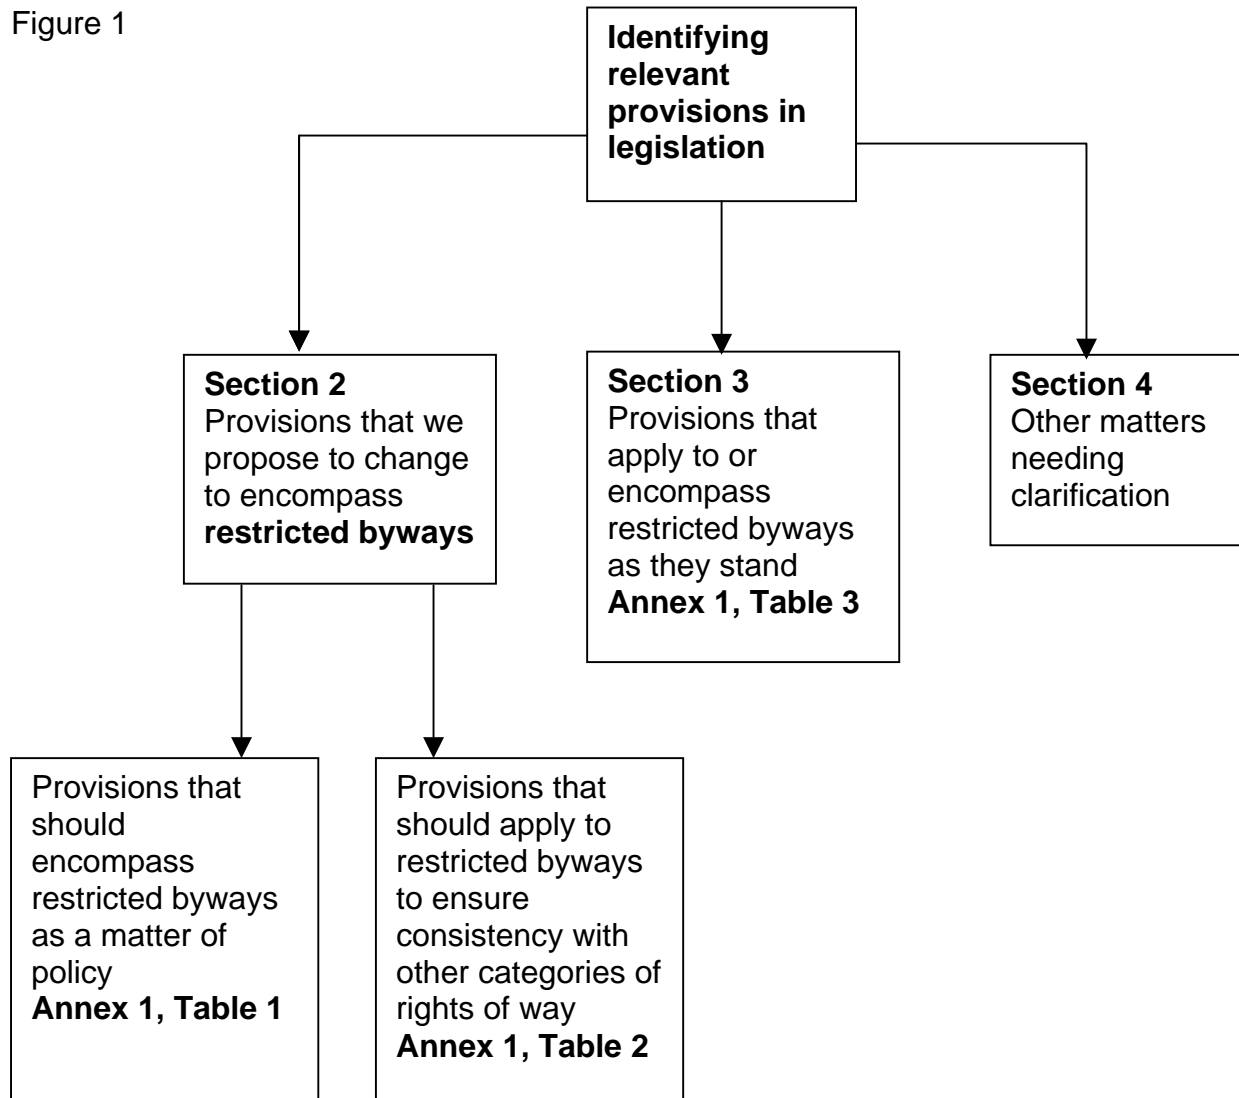 Figure 1
Identifying
relevant
provisions in
legislation
Section 2
Provisions that we
propose to change
to encompass
restricted byways
Section 3
Provisions that
apply to or
encompass
restricted byways
as they stand
Annex 1, Table 3
Section 4
Other matters
needing
clarification
Provisions that
should
encompass
restricted byways
as a matter of
policy
Annex 1, Table 1
Provisions that
should apply to
restricted byways
to ensure
consistency with
other categories of
rights of way
Annex 1, Table 2